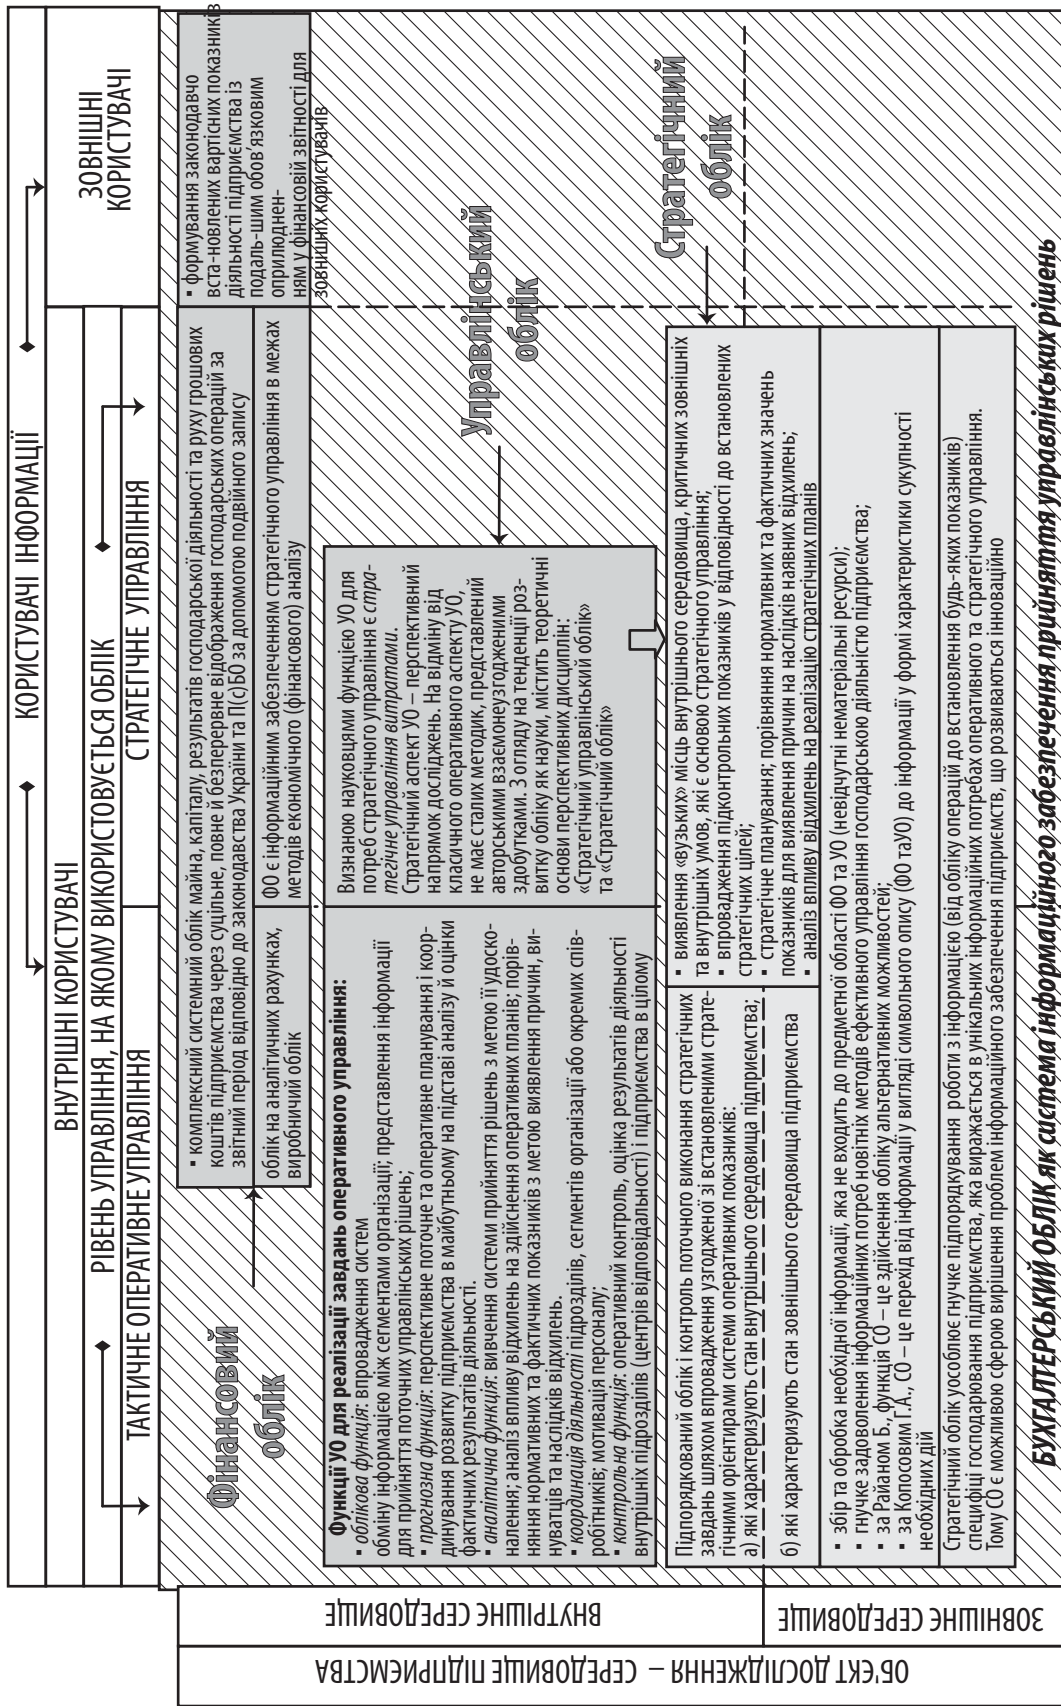 КОРИСТУВАЧІ ІНФОРМАЦІЇ
ВНУТРІШНІ КОРИСТУВАЧІ
ЗОВНІШНІ
КОРИСТУВАЧІ
РІВЕНЬ УПРАВЛІННЯ, НА ЯКОМУ ВИКОРИСТОВУЄТЬСЯ ОБЛІК
ТАКТИЧНЕ ОПЕРАТИВНЕ УПРАВЛІННЯ
СТРАТЕГІЧНЕ УПРАВЛІННЯ
ОБ'ЄКТ ДОСЛІДЖЕННЯ – СЕРЕДОВИЩЕ ПІДПРИЄМСТВА
ВНУТРІШНЄ СЕРЕДОВИЩЕ
ЗОВНІШНЄ СЕРЕДОВИЩЕ
Фінансовий
облік
▪ комплексний системний облік майна, капіталу, результатів господарської діяльності та руху грошових
коштів підприємства через суцільне, повне й безперервне відображення господарських операцій за
звітний період відповідно до законодавства України та П(с)БО за допомогою подвійного запису
облік на аналітичних рахунках,
виробничий облік
ФО є інформаційним забезпеченням стратегічного управління в межах
методів економічного (фінансового) аналізу
▪ формування законодавчо
вста-новлених вартісних показників
діяльності підприємства із
подаль-шим обов'язковим
оприлюднен-
ням у фінансовій звітності для
зовнішніх користувачів
Функції УО для реалізації завдань оперативного управління:
▪ облікова функція: впровадження систем
обміну інформацією між сегментами організації; представлення інформації
для прийняття поточних управлінських рішень;
▪ прогнозна функція: перспективне поточне та оперативне планування і коор-
динування розвитку підприємства в майбутньому на підставі аналізу й оцінки
фактичних результатів діяльності.
▪ аналітична функція: вивчення системи прийняття рішень з метою її удоско-
налення; аналіз впливу відхилень на здійснення оперативних планів; порів-
няння нормативних та фактичних показників з метою виявлення причин, ви-
нуватців та наслідків відхилень.
▪ координація діяльності підрозділів, сегментів організації або окремих спів-
робітників; мотивація персоналу;
▪ контрольна функція: оперативний контроль, оцінка результатів діяльності
внутрішніх підрозділів (центрів відповідальності) і підприємства в цілому
Визнаною науковцями функцією УО для
потреб стратегічного управління є стра-
тегічне управління витратами.
Стратегічний аспект УО – перспективний
напрямок досліджень. На відміну від
класичного оперативного аспекту УО,
не має сталих методик, представлений
авторськими взаємонеузгодженими
здобутками. З огляду на тенденції роз-
витку обліку як науки, містить теоретичні
основи перспективних дисциплін:
«Стратегічний управлінський облік»
та «Стратегічний облік»
Управлінський
облік
Підпорядкований облік і контроль поточного виконання стратегічних
завдань шляхом впровадження узгодженої зі встановленими страте-
гічними орієнтирами системи оперативних показників:
а) які характеризують стан внутрішнього середовища підприємства;
б) які характеризують стан зовнішнього середовища підприємства
▪ виявлення «вузьких» місць внутрішнього середовища, критичних зовнішніх
та внутрішніх умов, які є основою стратегічного управління;
▪ впровадження підконтрольних показників у відповідності до встановлених
стратегічних цілей;
▪ стратегічне планування; порівняння нормативних та фактичних значень
показників для виявлення причин на наслідків наявних відхилень;
▪ аналіз впливу відхилень на реалізацію стратегічних планів
Стратегічний
облік
▪ збір та обробка необхідної інформації, яка не входить до предметної області ФО та УО (невідчутні нематеріальні ресурси);
▪ гнучке задоволення інформаційних потреб новітніх методів ефективного управління господарською діяльністю підприємства;
▪ за Райаном Б., функція СО – це здійснення обліку альтернативних можливостей;
▪ за Колосовим Г.А., СО – це перехід від інформації у вигляді символьного опису (ФО таУО) до інформації у формі характеристики сукупності
необхідних дій
Стратегічний облік уособлює гнучке підпорядкування  роботи з інформацією (від обліку операцій до встановлення будь-яких показників)
специфіці господарювання підприємства, яка виражається в унікальних інформаційних потребах оперативного та стратегічного управління.
Тому СО є можливою сферою вирішення проблем інформаційного забезпечення підприємств, що розвиваються інноваційно
БУХГАЛТЕРСЬКИЙ ОБЛІК як система інформаційного забезпечення прийняття управлінських рішень